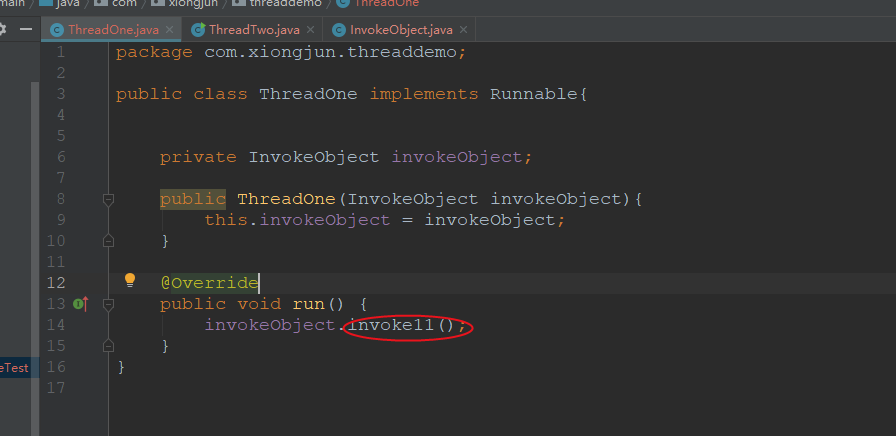 main java com xiongjun threaddemo ThreadOne
ThreadOne.java ThreadTwo.java InvokeObject.java
1 package com.xiongjun.threaddemo;
2
3 public class ThreadOne implements Runnable{
4
5
6 private InvokeObject invokeObject;
7
8 public ThreadOne(InvokeObject invokeObject){
9 this.invokeObject = invokeObject;
10 }
11
12 @Override
13 public void run() {
14 invokeObject.invoke11();
15 }
16 }
17
eTest